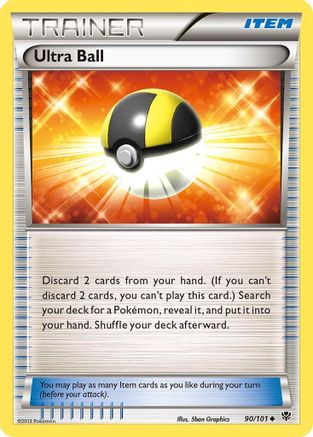 TRAINER ITEM
Ultra Ball
Discard 2 cards from your hand. (If you can't
discard 2 cards, you can't play this card.) Search
your deck for a Pokémon, reveal it, and put it into
your hand. Shuffle your deck afterward.
You may play as many Item cards as you like during your turn
(before your attack).
©2013 Pokémon
Illus. 5ban Graphics 90/101